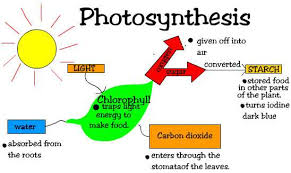 Photosynthesis
given off into
air
converted
LIGHT
STARCH
stored food
in other parts
of the plant.
turns iodine
dark blue
Chlorophyll
traps light
energy to
make food.
water
absorbed from
the roots
Carbon dioxide
enters through the
stomataof the leaves.